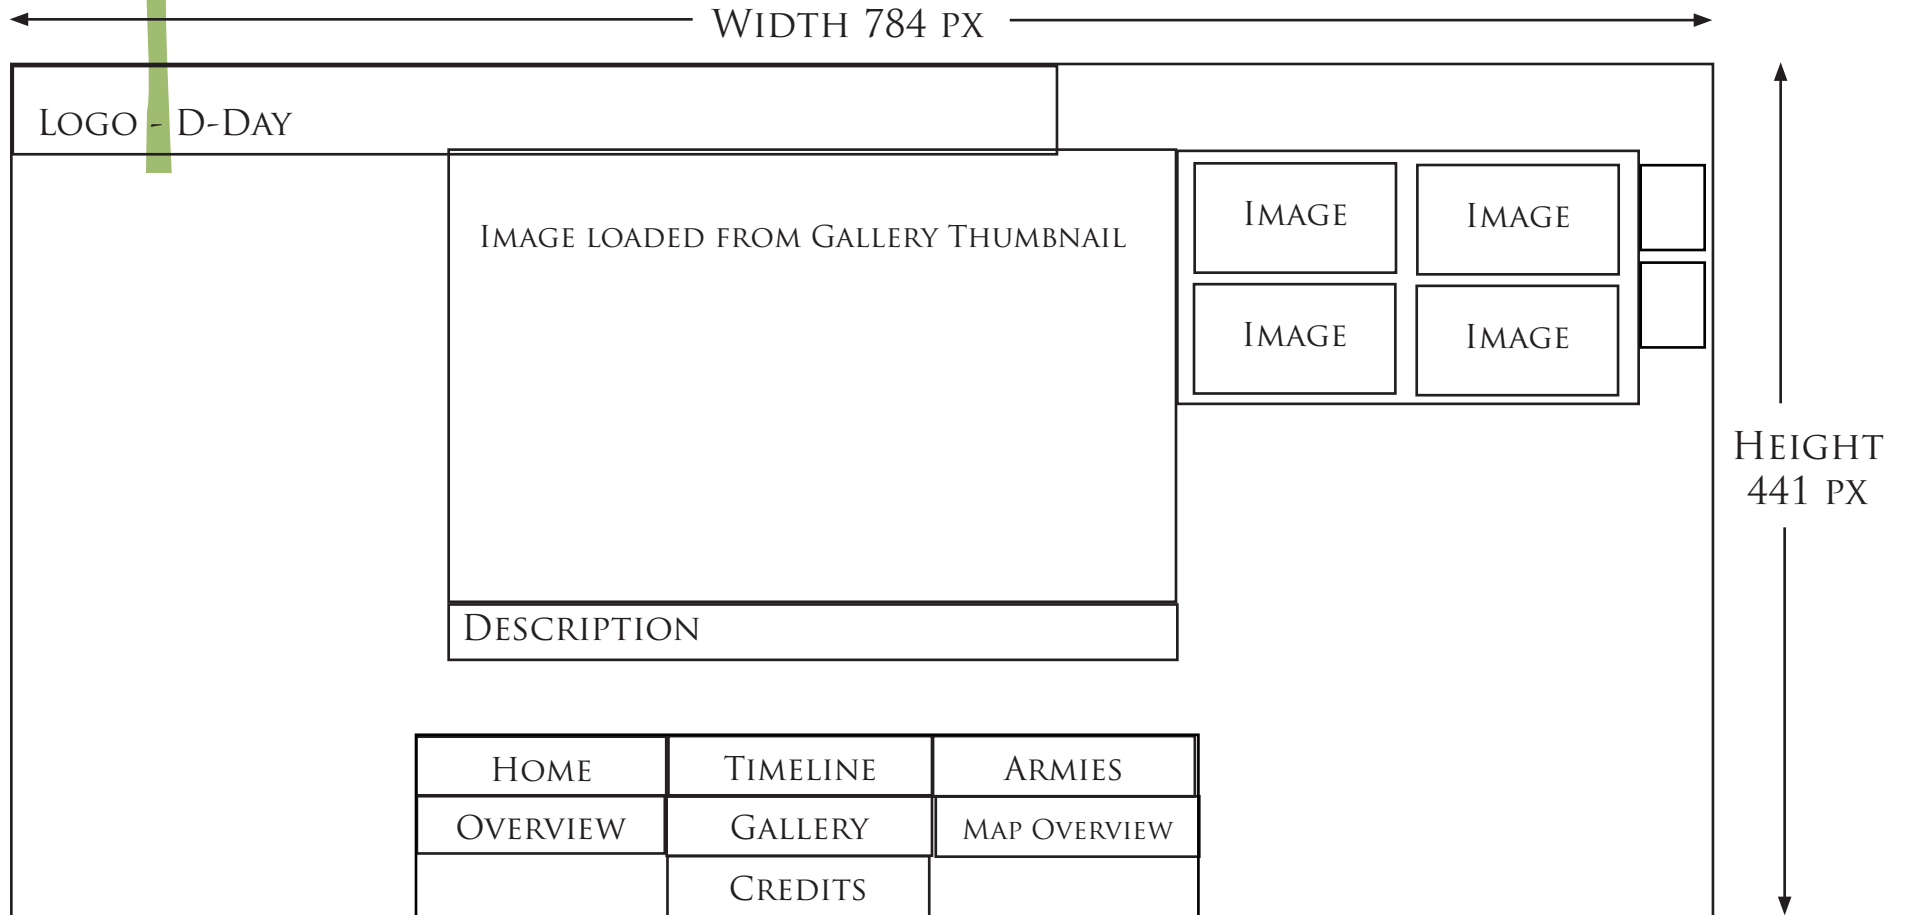 Width 784 px
Logo - D-Day
Image loaded from Gallery Thumbnail
Image
Image
Image
Image
Height
441 px
Description
Home
Timeline
Armies
Overview
Gallery
Map Overview
Credits